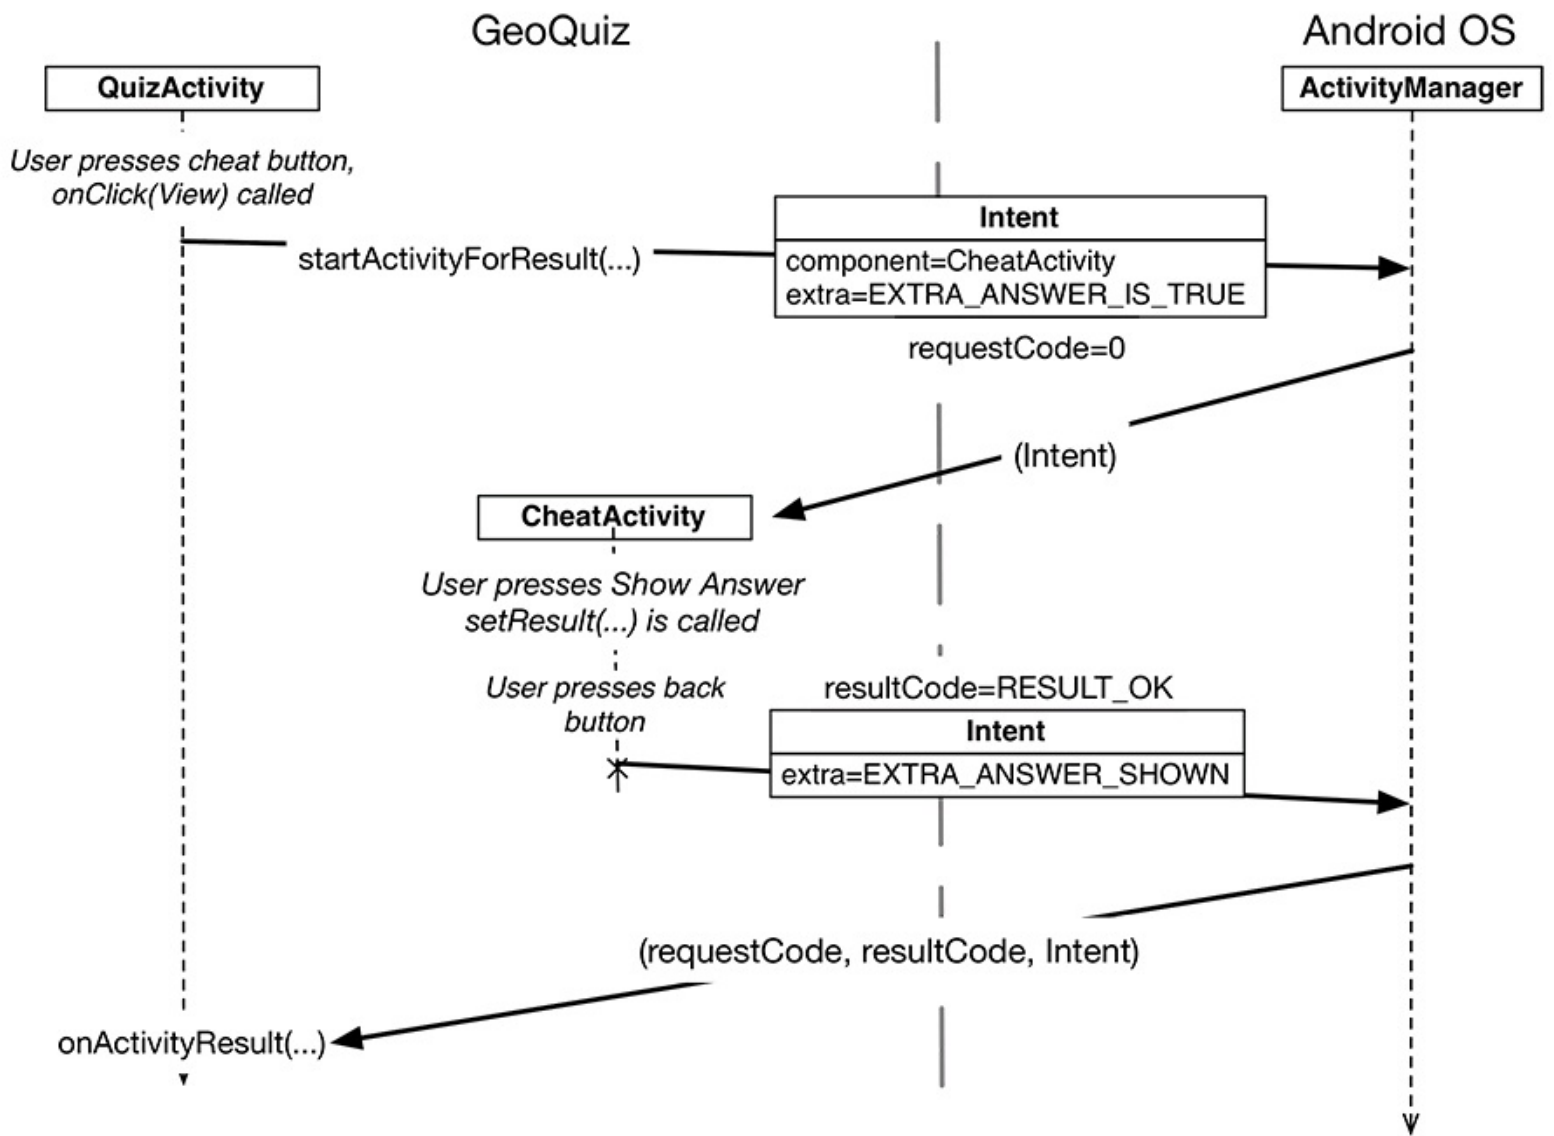 GeoQuiz
Android OS
QuizActivity
ActivityManager
User presses cheat button,
onClick(View) called
startActivityForResult(...)
Intent
component=CheatActivity
extra=EXTRA_ANSWER_IS_TRUE
requestCode=0
(Intent)
CheatActivity
User presses Show Answer
setResult(...) is called
User presses back
button
resultCode=RESULT_OK
Intent
extra=EXTRA_ANSWER_SHOWN
(requestCode, resultCode, Intent)
onActivityResult(...)